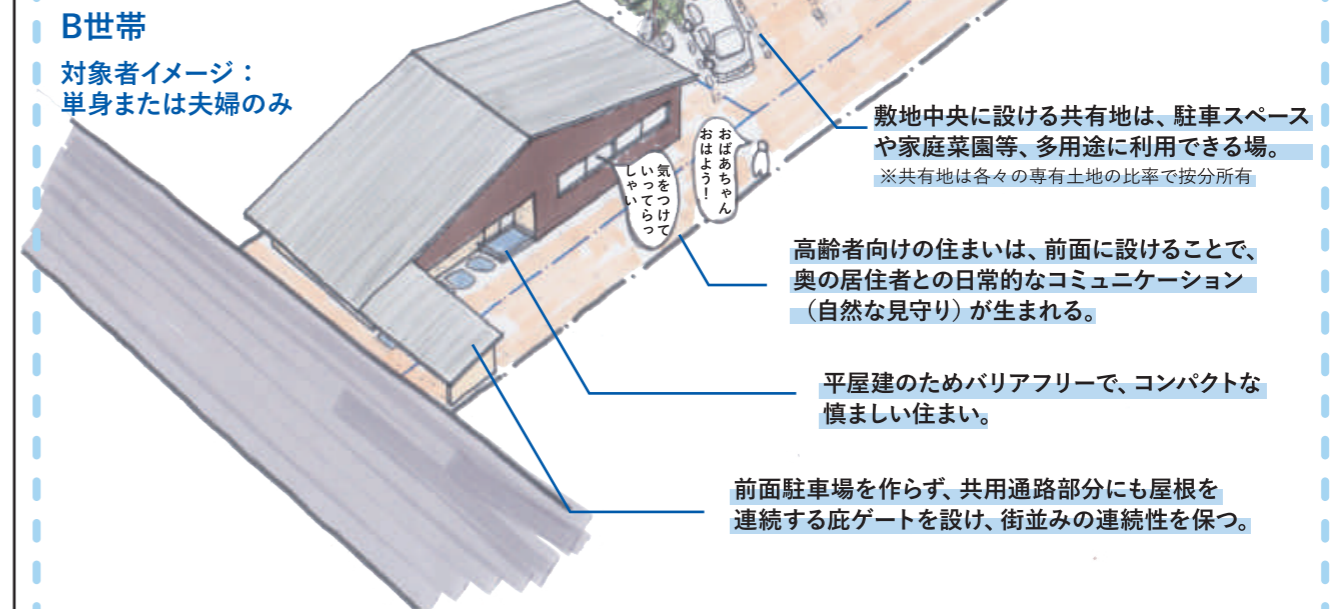 B世帯
対象者イメージ：
単身または夫婦のみ
敷地中央に設ける共有地は、駐車スペース
や家庭菜園等、多用途に利用できる場。
※共有地は各々の専有土地の比率で按分所有
おばあちゃん
おはよう！
気をつけて
いってらっ
しゃい
高齢者向けの住まいは、前面に設けることで、
奥の居住者との日常的なコミュニケーション
（自然な見守り）が生まれる。
平屋建のためバリアフリーで、コンパクトな
慎ましい住まい。
前面駐車場を作らず、共用通路部分にも屋根を
連続する庇ゲートを設け、街並みの連続性を保つ。